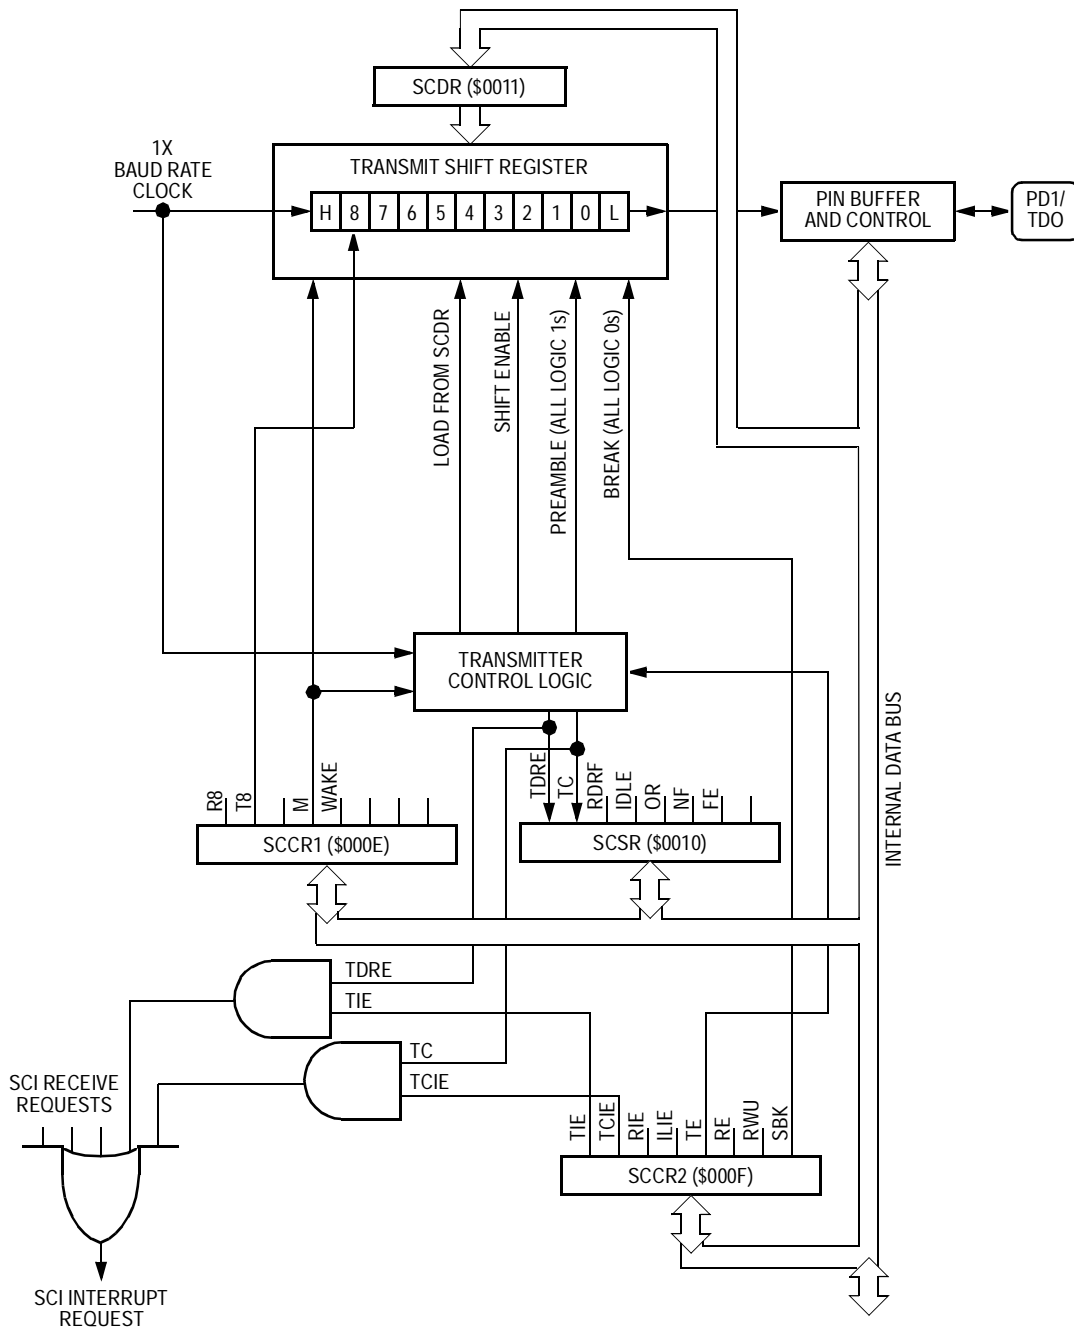 SCDR ($0011)
1X
BAUD RATE
CLOCK
TRANSMIT SHIFT REGISTER
H 8 7 6 5 4 3 2 1 0 L
PIN BUFFER
AND CONTROL
PD1/
TDO
LOAD FROM SCDR
SHIFT ENABLE
PREAMBLE (ALL LOGIC 1s)
BREAK (ALL LOGIC 0s)
TRANSMITTER
CONTROL LOGIC
INTERNAL DATA BUS
R8
T8
M
WAKE
SCCR1 ($000E)
TDRE
TC
RDRF
IDLE
OR
NF
FE
SCSR ($0010)
TDRE
TIE
TC
TCIE
SCI RECEIVE
REQUESTS
TIE
TCIE
RIE
ILIE
TE
RE
RWU
SBK
SCCR2 ($000F)
SCI INTERRUPT
REQUEST